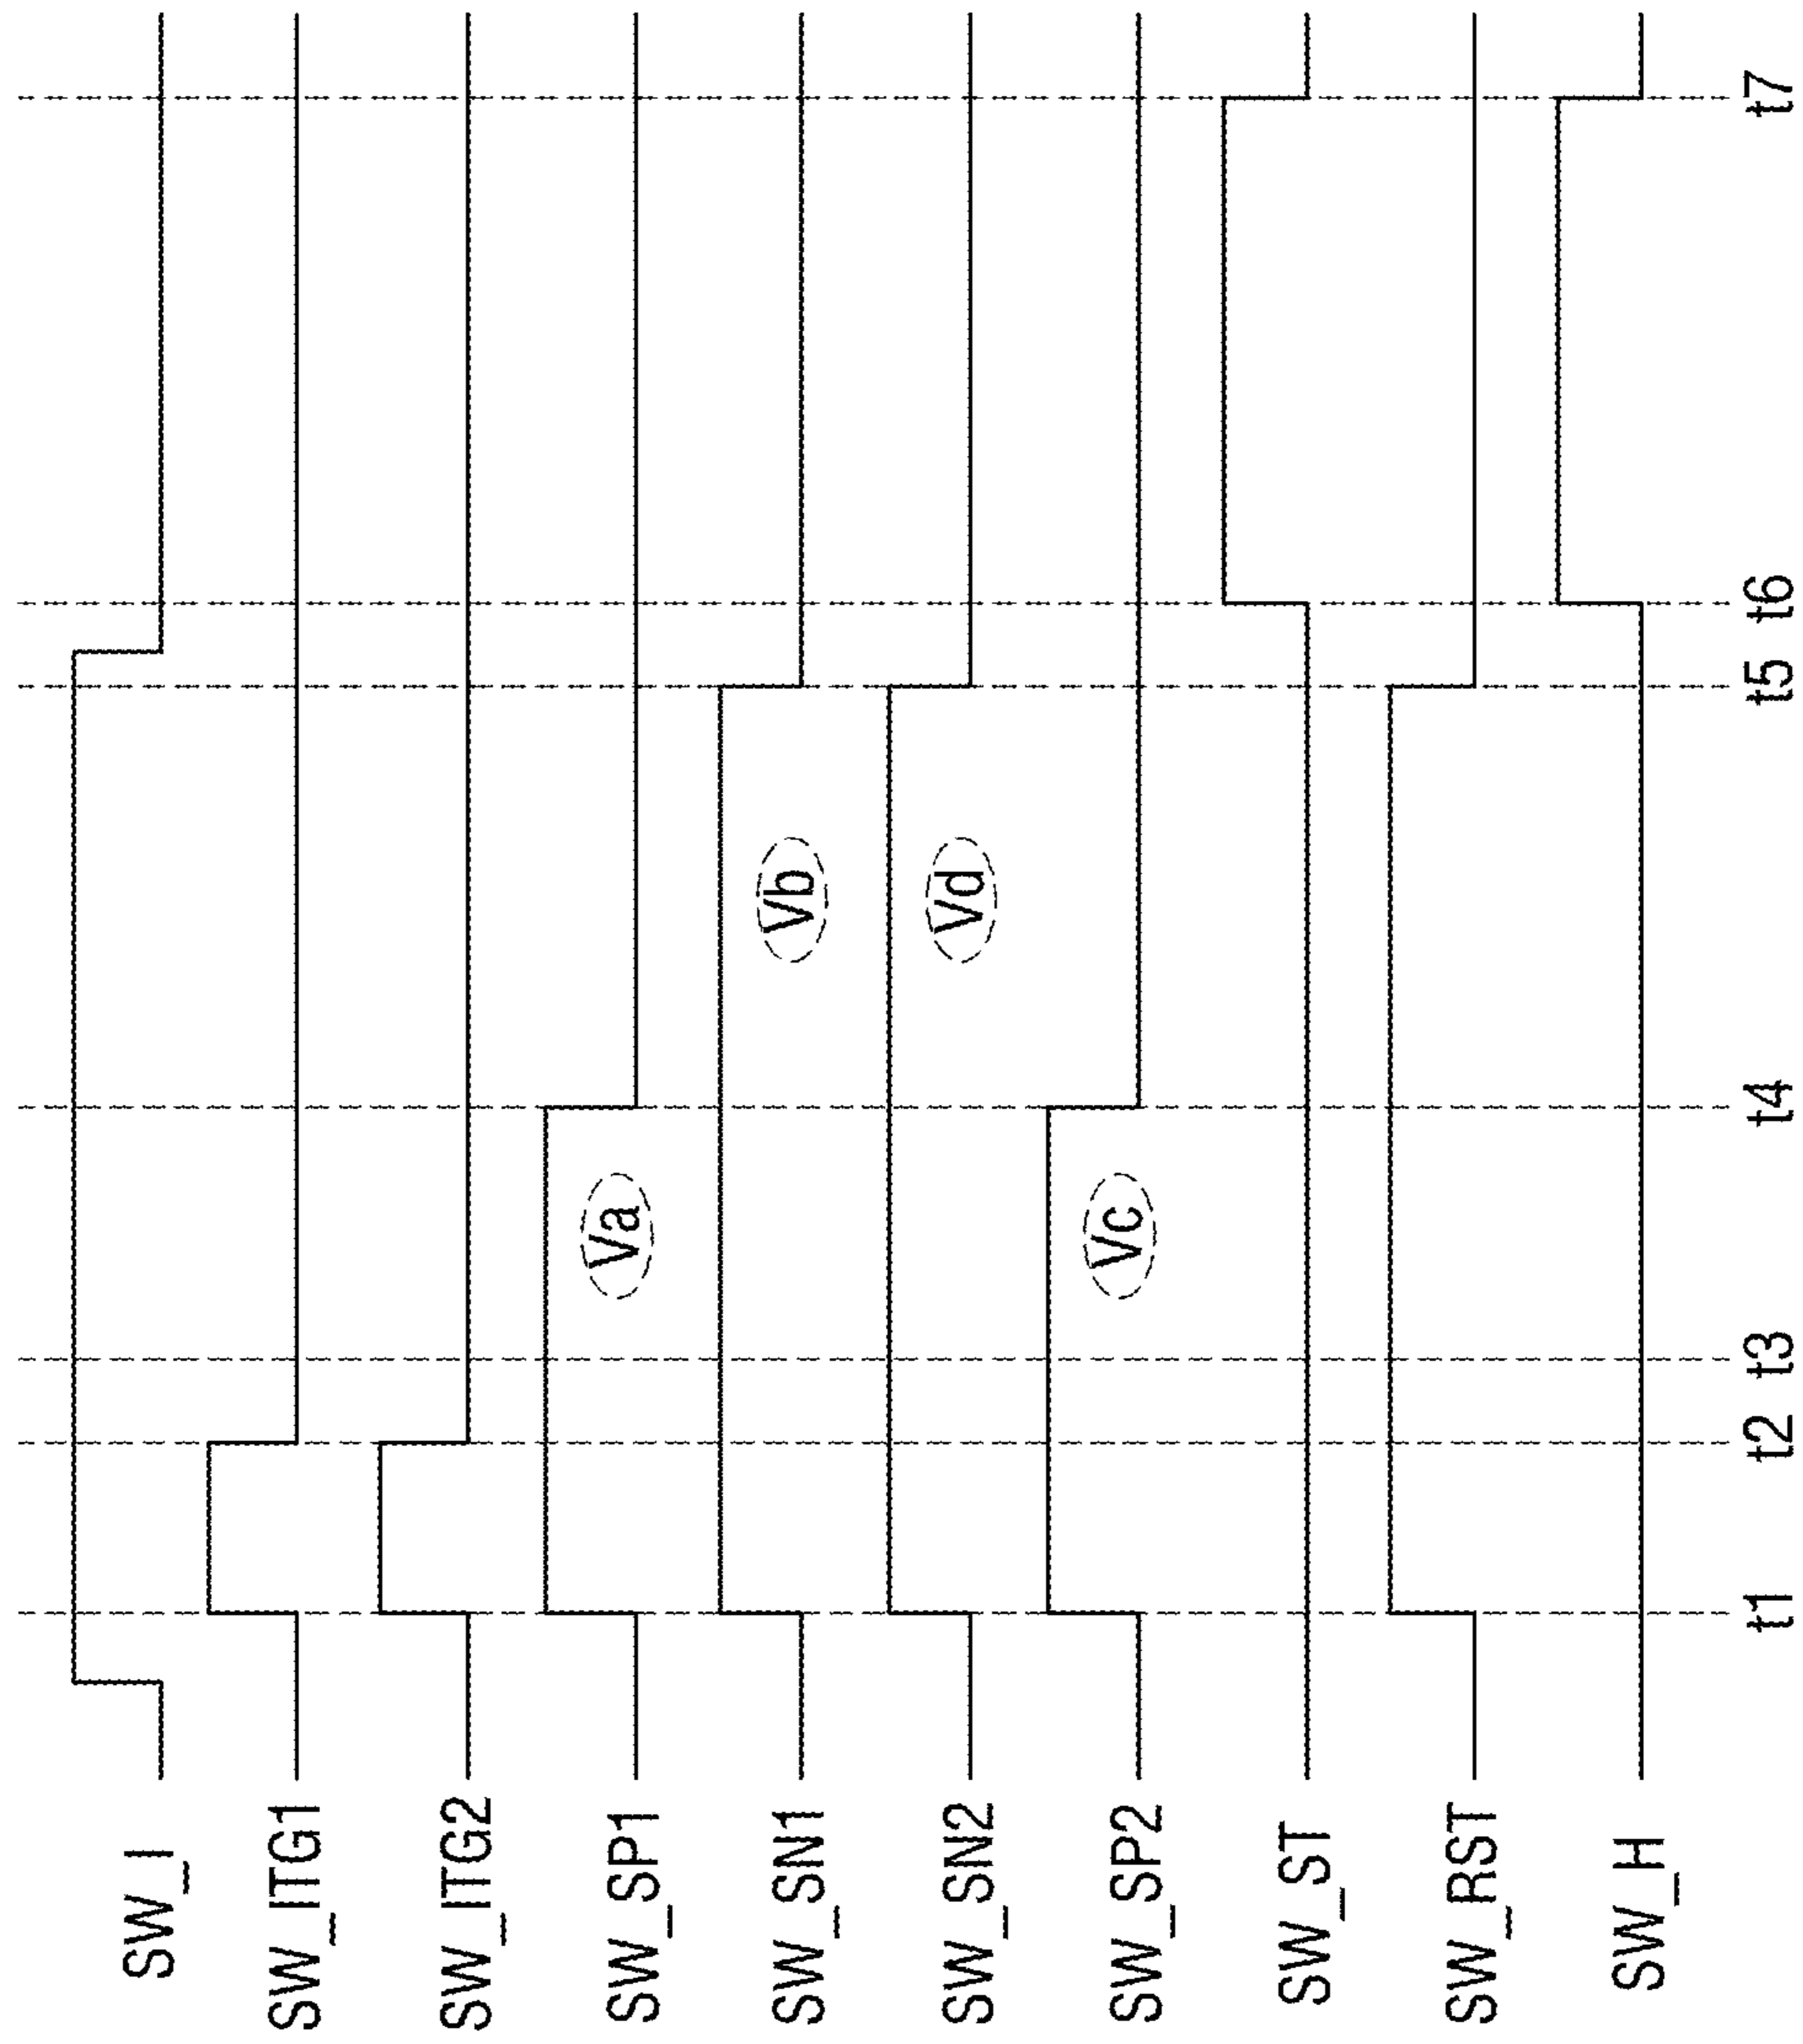 SW_I
SW_ITG1
SW_ITG2
SW_SP1
Va
SW_SN1
Vb
SW_SN2
Vd
SW_SP2
Vc
SW_ST
SW_RST
SW_H
t1 t2 t3 t4 t5 t6 t7